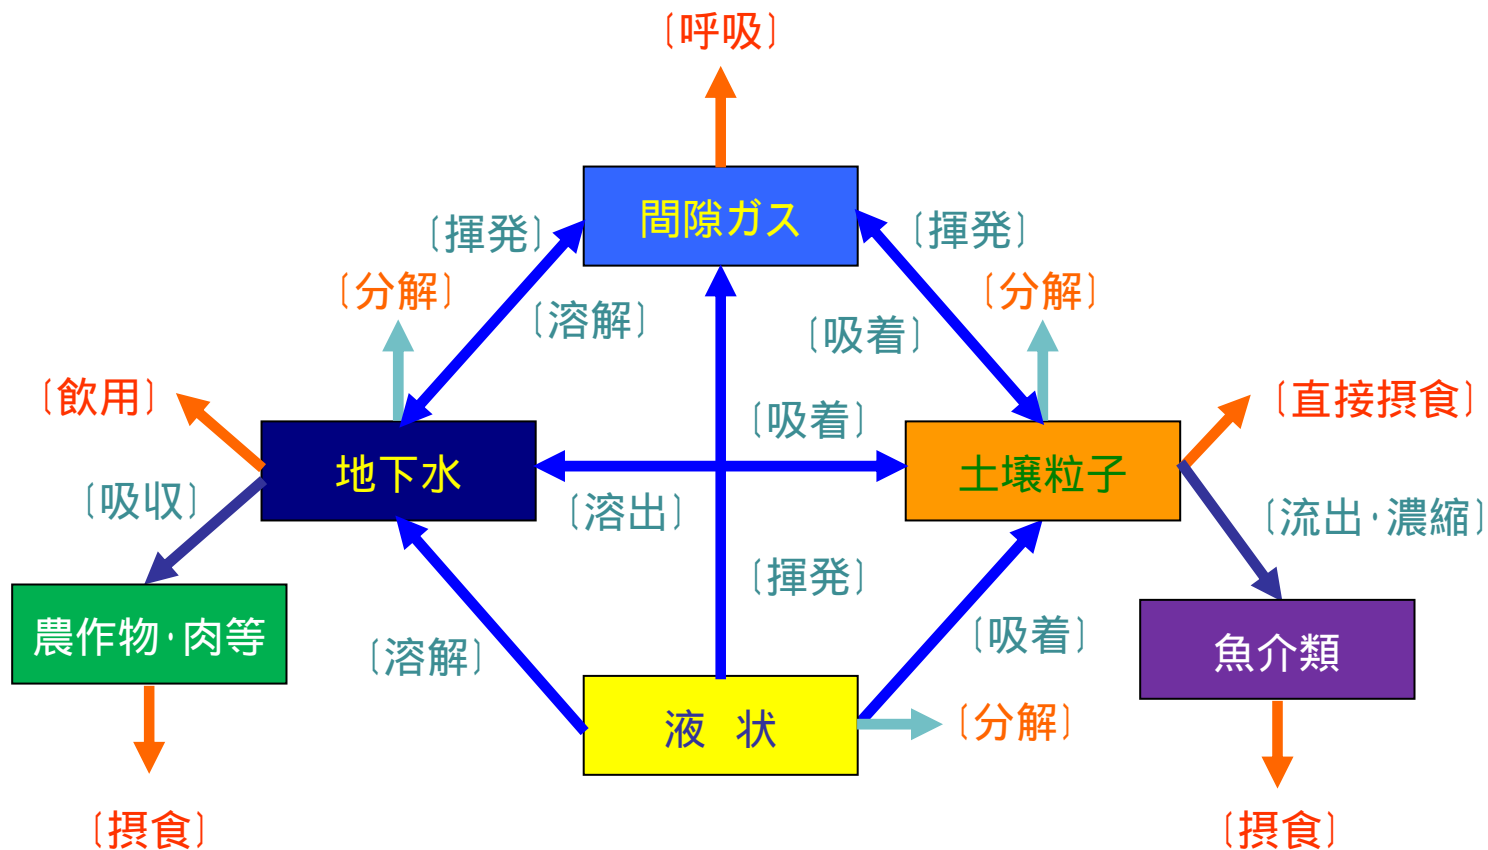 〔呼吸〕
間隙ガス
〔揮発〕
〔揮発〕
〔分解〕
〔分解〕
〔溶解〕
〔吸着〕
〔飲用〕
〔吸着〕
〔直接摂食〕
地下水
土壌粒子
〔吸収〕
〔溶出〕
〔流出・濃縮〕
〔揮発〕
農作物・肉等
〔溶解〕
〔吸着〕
魚介類
液 状
〔分解〕
〔摂食〕
〔摂食〕